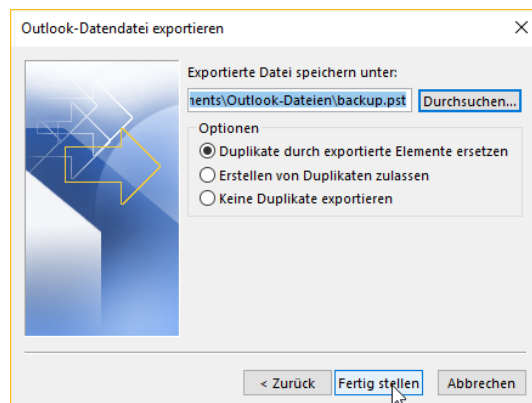 Outlook-Datendatei exportieren
Exportierte Datei speichern unter:
nents\Outlook-Dateien\backup.pst Durchsuchen...
Optionen
Duplikate durch exportierte Elemente ersetzen
Erstellen von Duplikaten zulassen
Keine Duplikate exportieren
< Zurück Fertig stellen Abbrechen